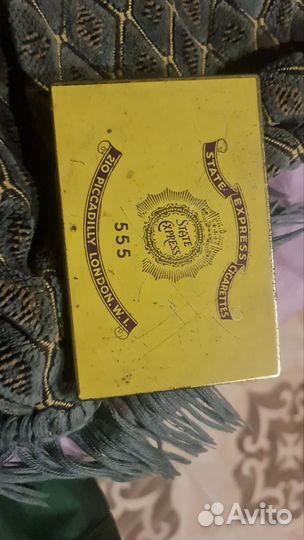 STATE EXPRESS CIGARETTES
STATE
EXPRESS
555
210 PICCADILLY LONDON. W.1.
Avito